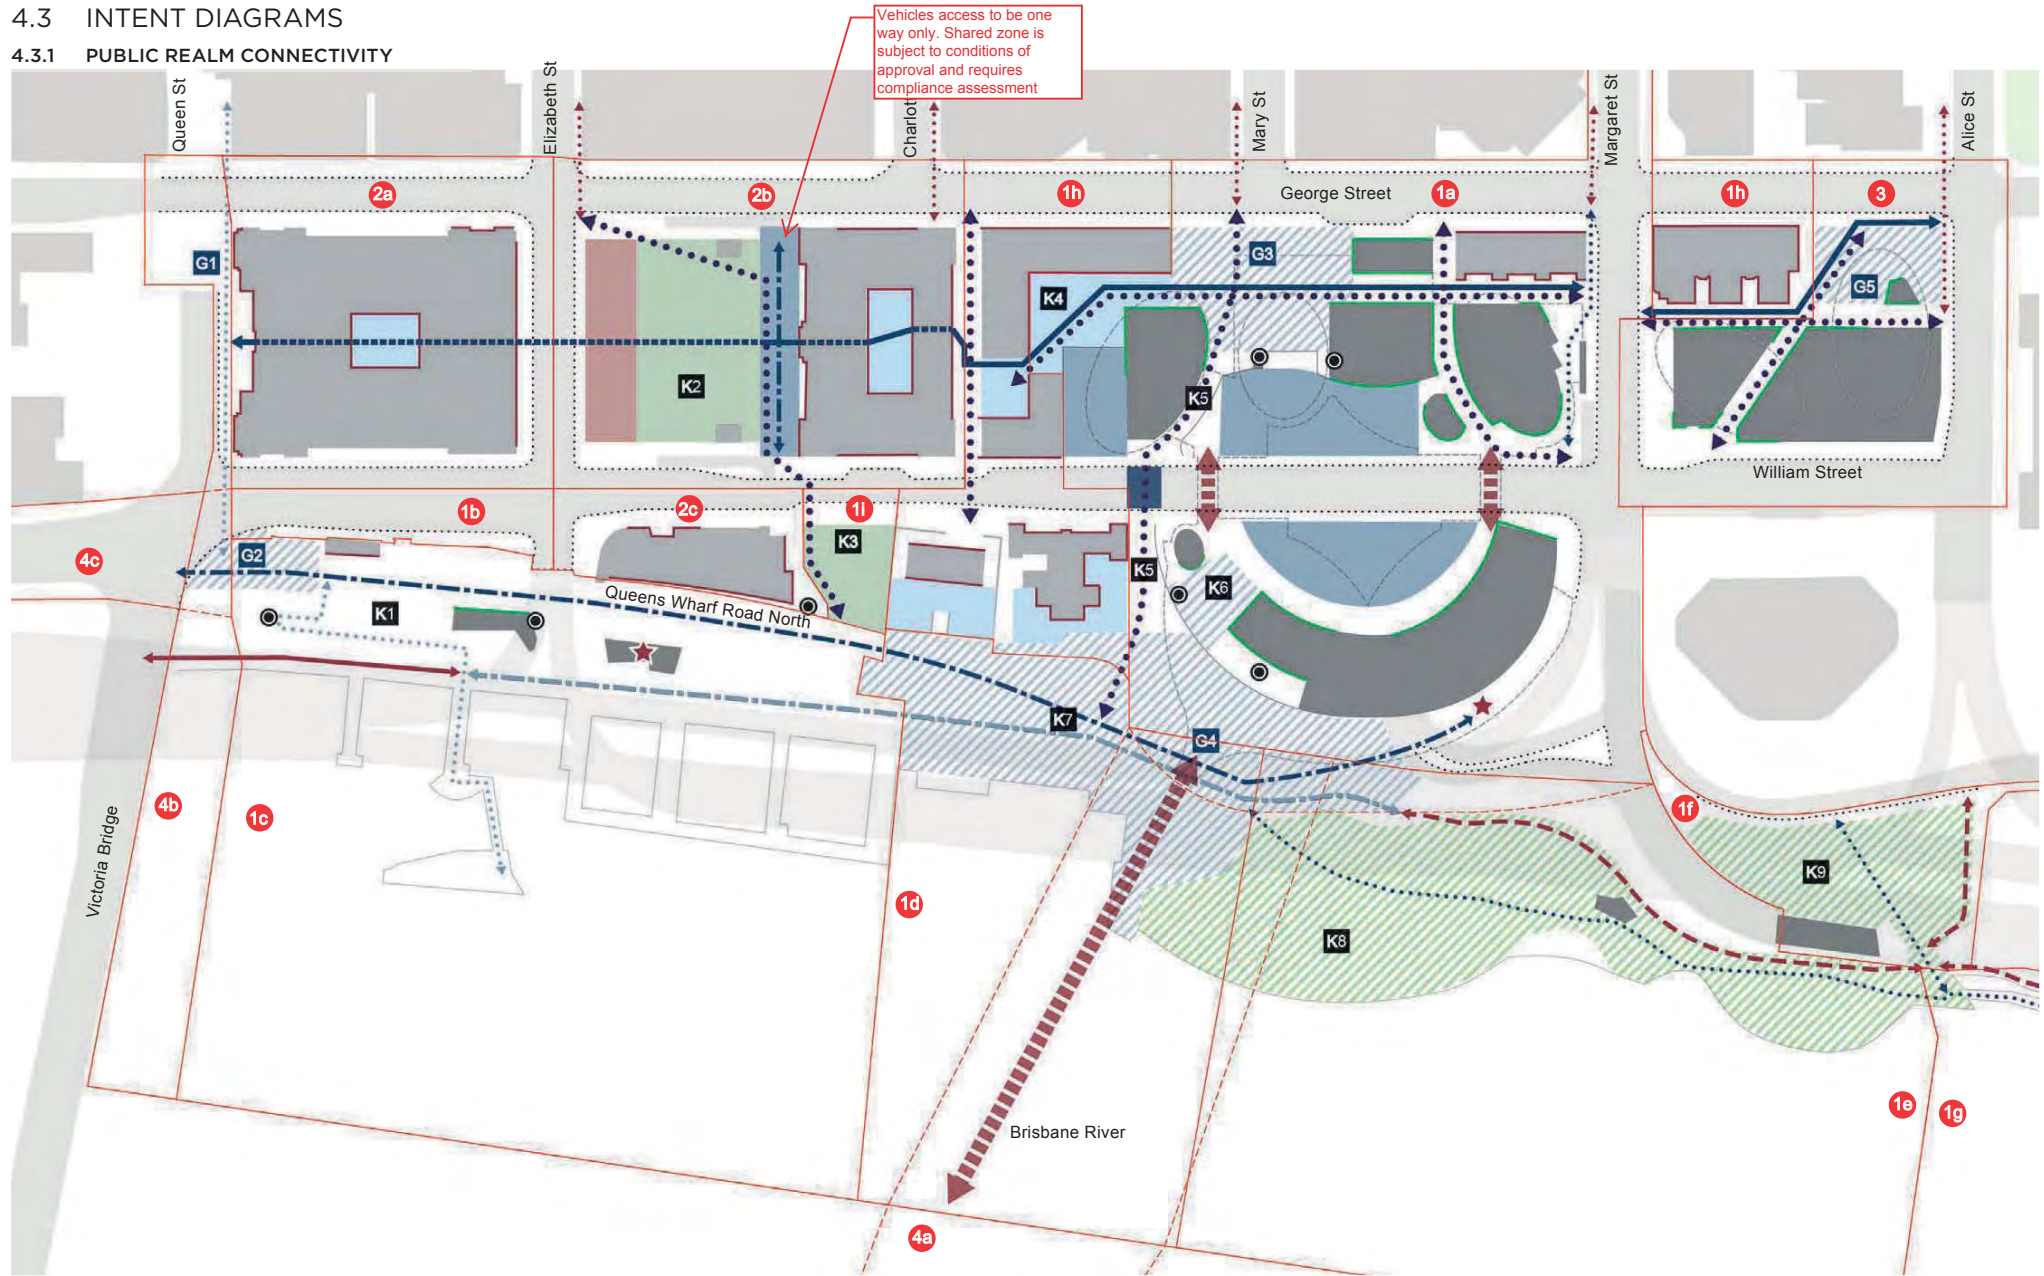 4.3 INTENT DIAGRAMS
4.3.1 PUBLIC REALM CONNECTIVITY
Vehicles access to be one
way only. Shared zone is
subject to conditions of
approval and requires
compliance assessment
Queen St
Elizabeth St
Charlot
Mary St
Margaret St
Alice St
2a
2b
1h
George Street
1a
1h
3
G1
G3
G5
K4
K2
K5
William Street
1b
2c
1i
K3
G2
4c
K5
K6
K1
Queens Wharf Road North
K7
G4
4b
1c
1f
Victoria Bridge
K9
1d
K8
Brisbane River
1e
1g
4a